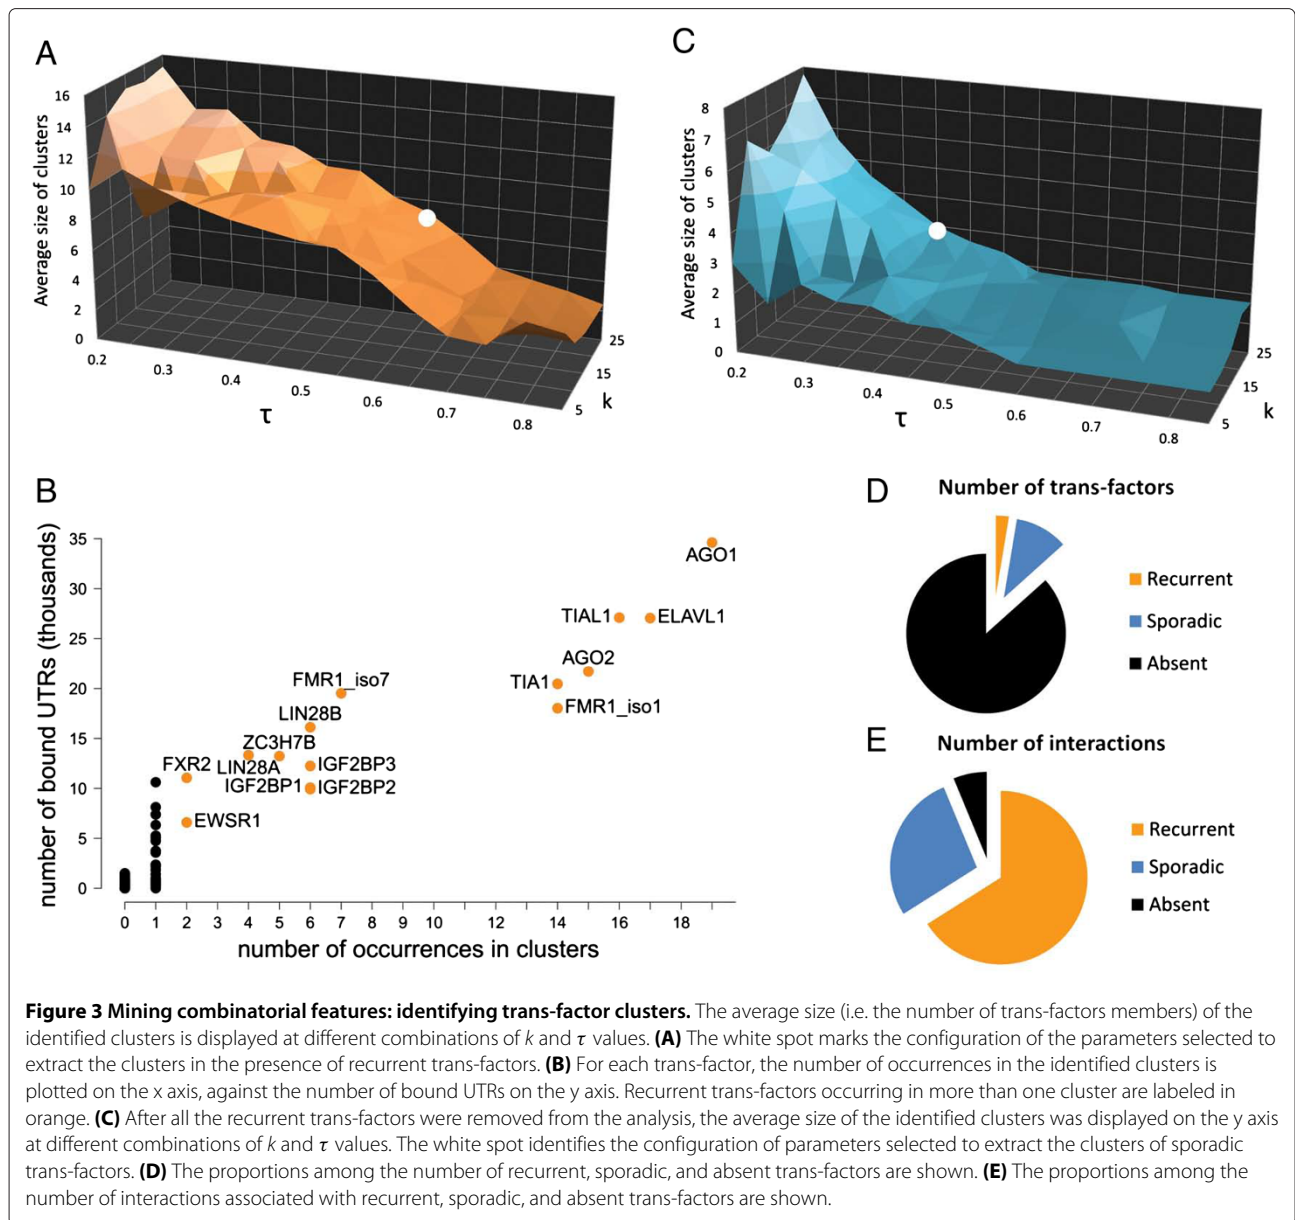 A
16
14
12
10
8
6
4
2
0
Average size of clusters
0.2
0.3
0.4
0.5
0.6
0.7
0.8
τ
5
15
25
k
C
8
7
6
5
4
3
2
1
0
Average size of clusters
0.2
0.3
0.4
0.5
0.6
0.7
0.8
τ
5
15
25
k
B
number of bound UTRs (thousands)
35
30
25
20
15
10
5
0
AGO1
TIAL1
ELAVL1
AGO2
TIA1
FMR1_iso1
FMR1_iso7
LIN28B
ZC3H7B
FXR2
LIN28A
IGF2BP3
IGF2BP1
IGF2BP2
EWSR1
0 1 2 3 4 5 6 7 8 9 10 12 14 16 18
number of occurrences in clusters
D
Number of trans-factors
Recurrent
Sporadic
Absent
E
Number of interactions
Recurrent
Sporadic
Absent
Figure 3 Mining combinatorial features: identifying trans-factor clusters. The average size (i.e. the number of trans-factors members) of the
identified clusters is displayed at different combinations of k and τ values. (A) The white spot marks the configuration of the parameters selected to
extract the clusters in the presence of recurrent trans-factors. (B) For each trans-factor, the number of occurrences in the identified clusters is
plotted on the x axis, against the number of bound UTRs on the y axis. Recurrent trans-factors occurring in more than one cluster are labeled in
orange. (C) After all the recurrent trans-factors were removed from the analysis, the average size of the identified clusters was displayed on the y axis
at different combinations of k and τ values. The white spot identifies the configuration of parameters selected to extract the clusters of sporadic
trans-factors. (D) The proportions among the number of recurrent, sporadic, and absent trans-factors are shown. (E) The proportions among the
number of interactions associated with recurrent, sporadic, and absent trans-factors are shown.